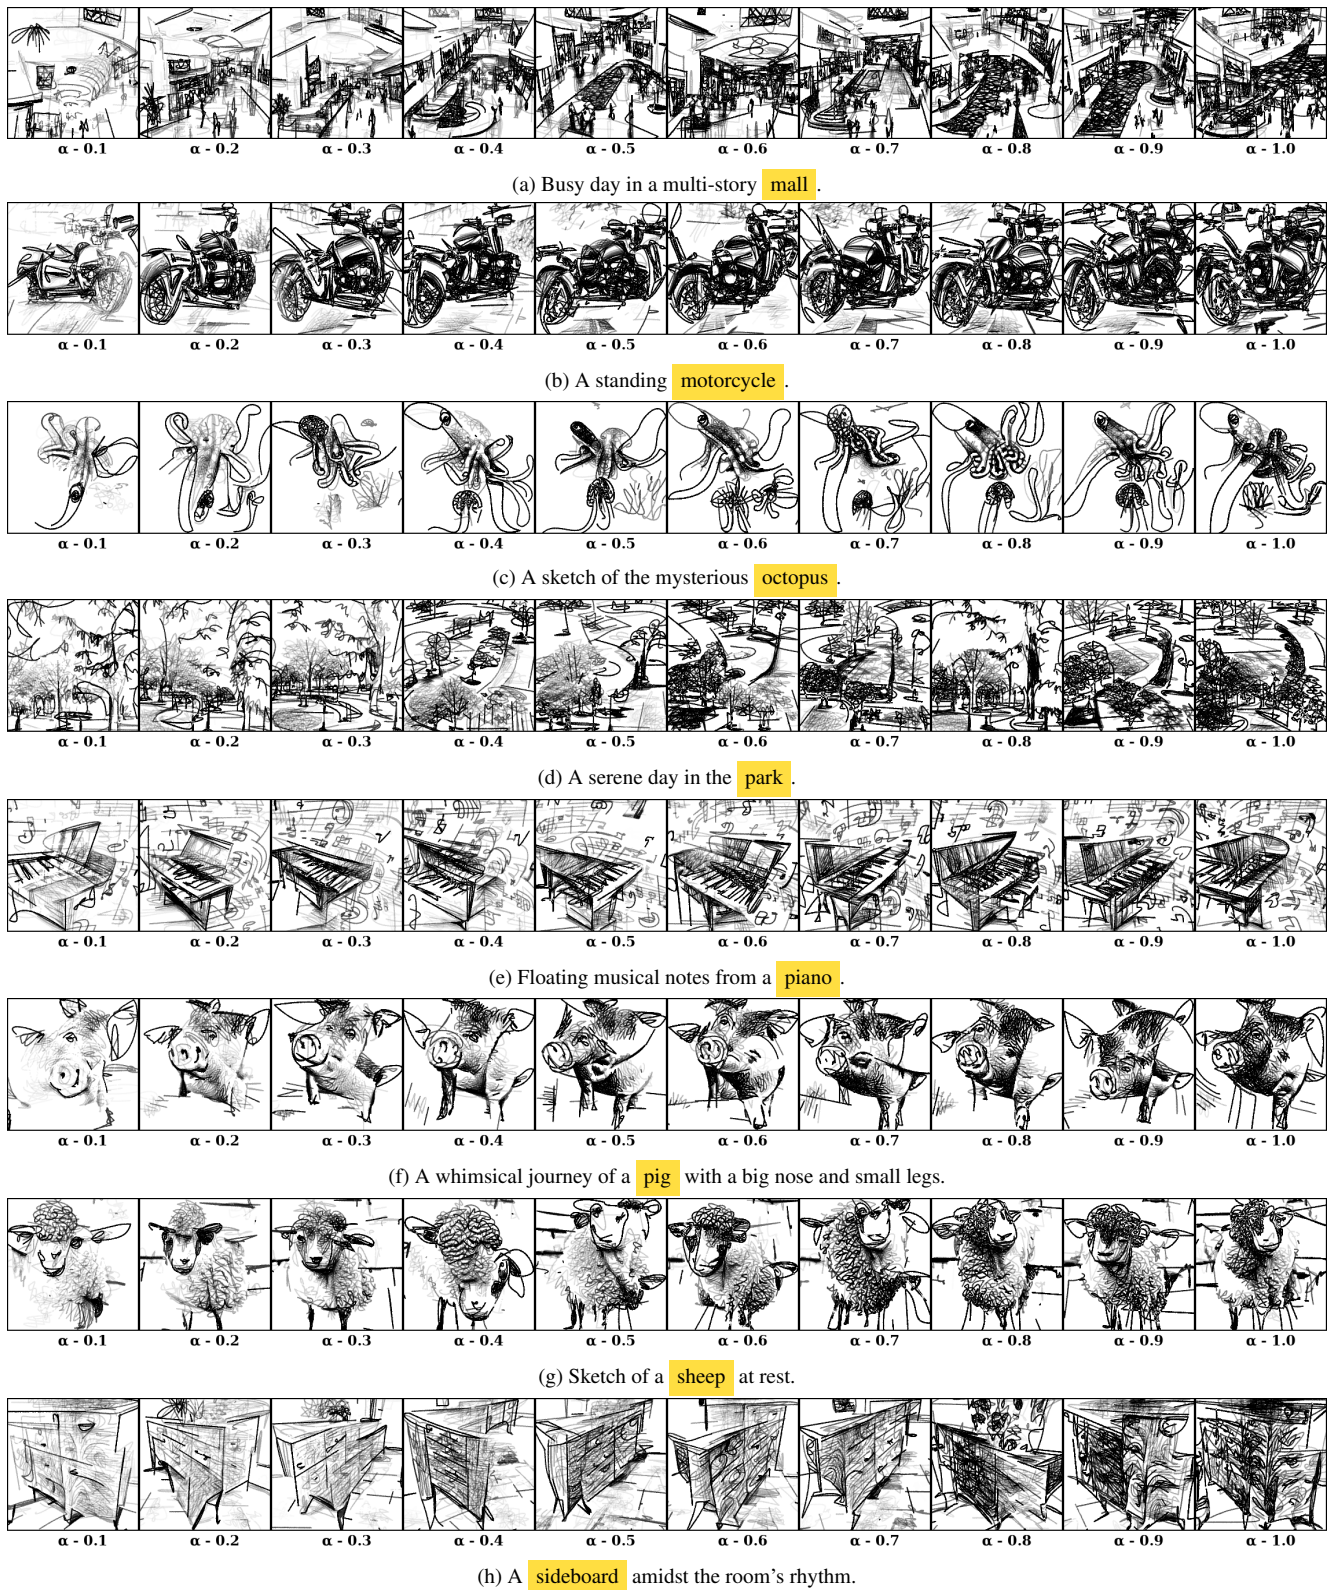 α - 0.1 α - 0.2 α - 0.3 α - 0.4 α - 0.5 α - 0.6 α - 0.7 α - 0.8 α - 0.9 α - 1.0
(a) Busy day in a multi-story mall .
α - 0.1 α - 0.2 α - 0.3 α - 0.4 α - 0.5 α - 0.6 α - 0.7 α - 0.8 α - 0.9 α - 1.0
(b) A standing motorcycle .
α - 0.1 α - 0.2 α - 0.3 α - 0.4 α - 0.5 α - 0.6 α - 0.7 α - 0.8 α - 0.9 α - 1.0
(c) A sketch of the mysterious octopus .
α - 0.1 α - 0.2 α - 0.3 α - 0.4 α - 0.5 α - 0.6 α - 0.7 α - 0.8 α - 0.9 α - 1.0
(d) A serene day in the park .
α - 0.1 α - 0.2 α - 0.3 α - 0.4 α - 0.5 α - 0.6 α - 0.7 α - 0.8 α - 0.9 α - 1.0
(e) Floating musical notes from a piano .
α - 0.1 α - 0.2 α - 0.3 α - 0.4 α - 0.5 α - 0.6 α - 0.7 α - 0.8 α - 0.9 α - 1.0
(f) A whimsical journey of a pig with a big nose and small legs.
α - 0.1 α - 0.2 α - 0.3 α - 0.4 α - 0.5 α - 0.6 α - 0.7 α - 0.8 α - 0.9 α - 1.0
(g) Sketch of a sheep at rest.
α - 0.1 α - 0.2 α - 0.3 α - 0.4 α - 0.5 α - 0.6 α - 0.7 α - 0.8 α - 0.9 α - 1.0
(h) A sideboard amidst the room's rhythm.